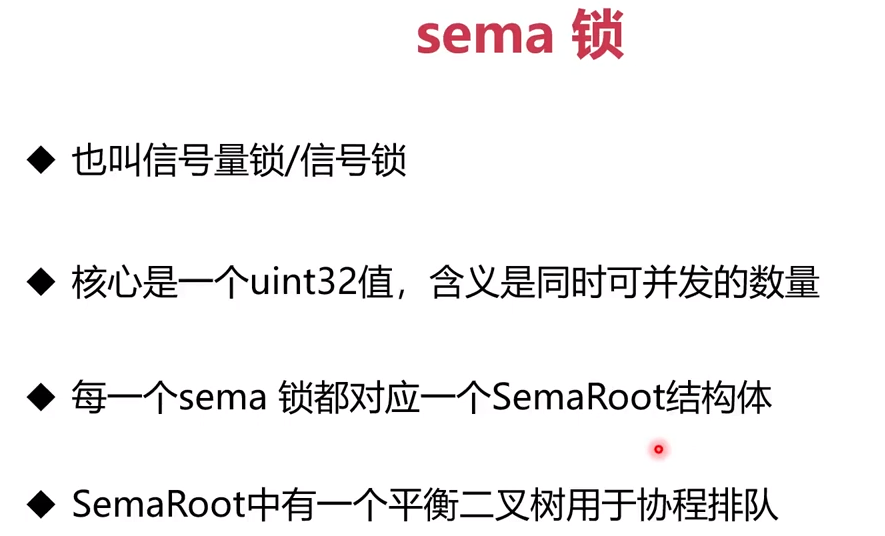 sema 锁
◆ 也叫信号量锁/信号锁
◆ 核心是一个uint32值，含义是同时可并发的数量
◆ 每一个sema 锁都对应一个SemaRoot结构体
◆ SemaRoot中有一个平衡二叉树用于协程排队